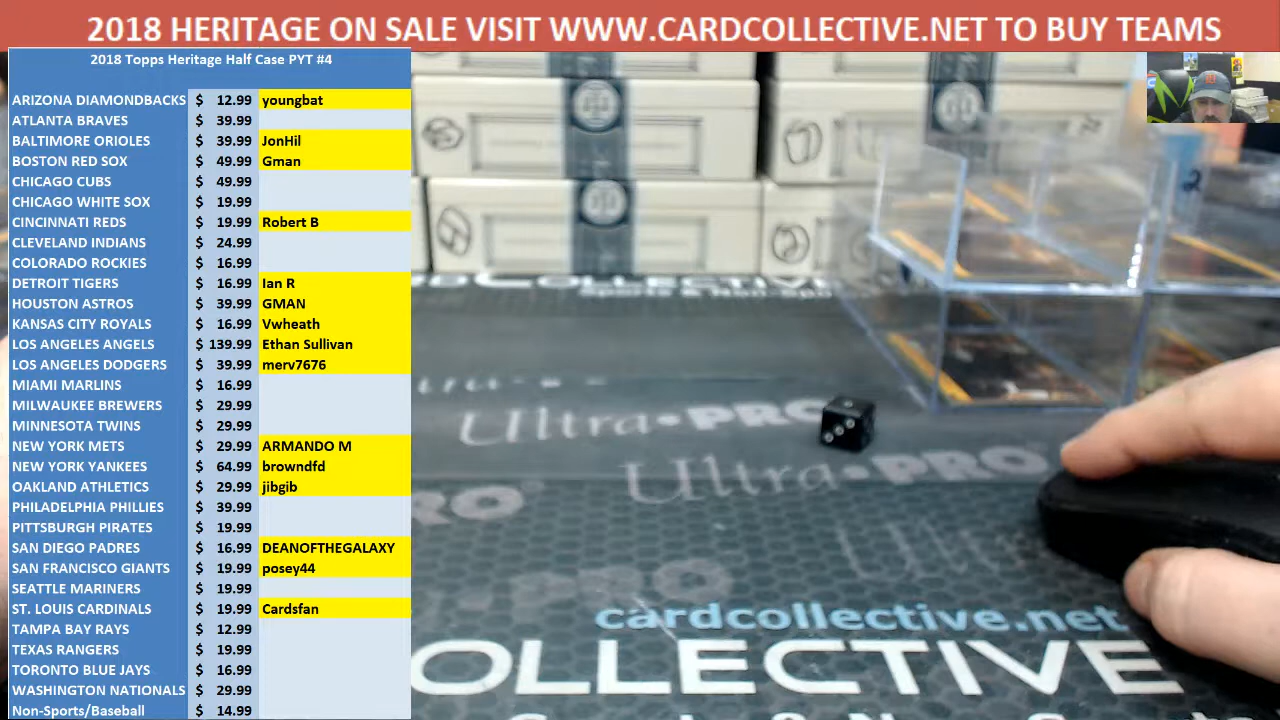 2018 HERITAGE ON SALE VISIT WWW.CARDCOLLECTIVE.NET TO BUY TEAMS
2018 Topps Heritage Half Case PYT #4
ARIZONA DIAMONDBACKS $ 12.99 youngbat
ATLANTA BRAVES $ 39.99
BALTIMORE ORIOLES $ 39.99 JonHil
BOSTON RED SOX $ 49.99 Gman
CHICAGO CUBS $ 49.99
CHICAGO WHITE SOX $ 19.99
CINCINNATI REDS $ 19.99 Robert B
CLEVELAND INDIANS $ 24.99
COLORADO ROCKIES $ 16.99
DETROIT TIGERS $ 16.99 Ian R
HOUSTON ASTROS $ 39.99 GMAN
KANSAS CITY ROYALS $ 16.99 Vwheath
LOS ANGELES ANGELS $ 139.99 Ethan Sullivan
LOS ANGELES DODGERS $ 39.99 merv7676
MIAMI MARLINS $ 16.99
MILWAUKEE BREWERS $ 29.99
MINNESOTA TWINS $ 29.99
NEW YORK METS $ 29.99 ARMANDO M
NEW YORK YANKEES $ 64.99 browndfd
OAKLAND ATHLETICS $ 29.99 jibgib
PHILADELPHIA PHILLIES $ 39.99
PITTSBURGH PIRATES $ 19.99
SAN DIEGO PADRES $ 16.99 DEANOFTHEGALAXY
SAN FRANCISCO GIANTS $ 19.99 posey44
SEATTLE MARINERS $ 19.99
ST. LOUIS CARDINALS $ 19.99 Cardsfan
TAMPA BAY RAYS $ 12.99
TEXAS RANGERS $ 19.99
TORONTO BLUE JAYS $ 16.99
WASHINGTON NATIONALS $ 29.99
Non-Sports/Baseball $ 14.99
2
COLLECTIVE
Ultra•PRO
Ultra•PRO
PRO
Ultra
PRO
cardcollective.net
OLLECTIVE